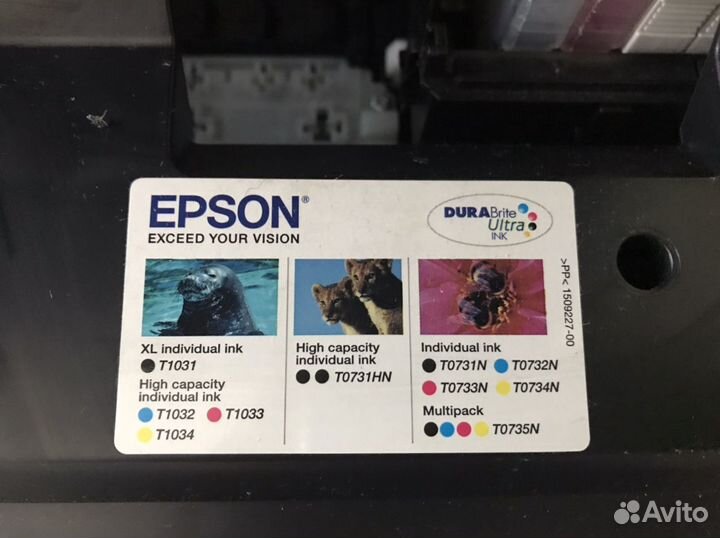 EPSON®
EXCEED YOUR VISION
DURABrite
Ultra
INK
XL individual ink
T1031
High capacity
individual ink
T1032 T1033
T1034
High capacity
individual ink
T0731HN
Individual ink
T0731N T0732N
T0733N T0734N
Multipack
T0735N
>PP< 1509227-00
Avito